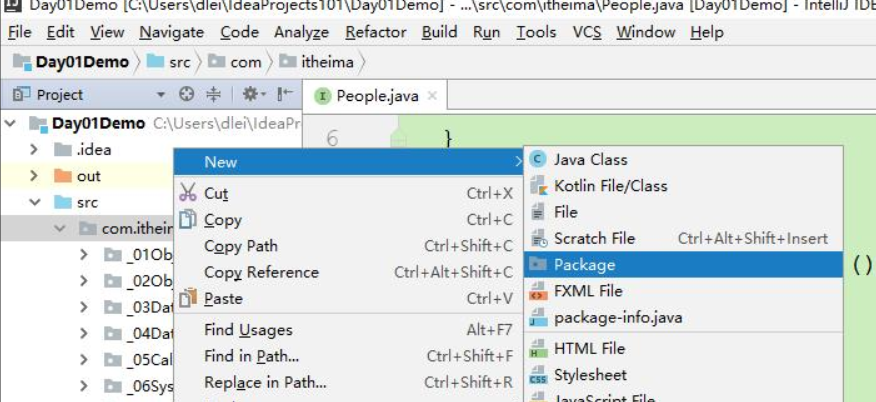 Day01Demo [C:\Users\dlei\IdeaProjects101\Day01Demo] - ...\src\com\itheima\People.java [Day01Demo] - IntelliJ IDE
File Edit View Navigate Code Analyze Refactor Build Run Tools VCS Window Help
Day01Demo src com itheima
Project
People.java
Day01Demo C:\Users\dlei\IdeaPr
6 }
.idea
out
src
com.itheim
_01Obj
_02Obj
_03Dat
_04Dat
_05Cal
_06Sys
New
Cut Ctrl+X
Copy Ctrl+C
Copy Path Ctrl+Shift+C
Copy Reference Ctrl+Alt+Shift+C
Paste Ctrl+V
Find Usages Alt+F7
Find in Path... Ctrl+Shift+F
Replace in Path... Ctrl+Shift+R
Java Class
Kotlin File/Class
File
Scratch File Ctrl+Alt+Shift+Insert
Package
FXML File
package-info.java
HTML File
Stylesheet
JavaScript File
()